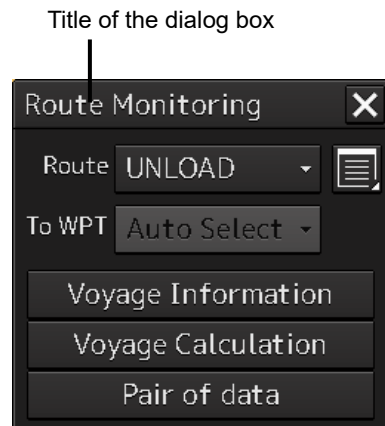 Title of the dialog box
Route Monitoring
Route UNLOAD
To WPT Auto Select
Voyage Information
Voyage Calculation
Pair of data